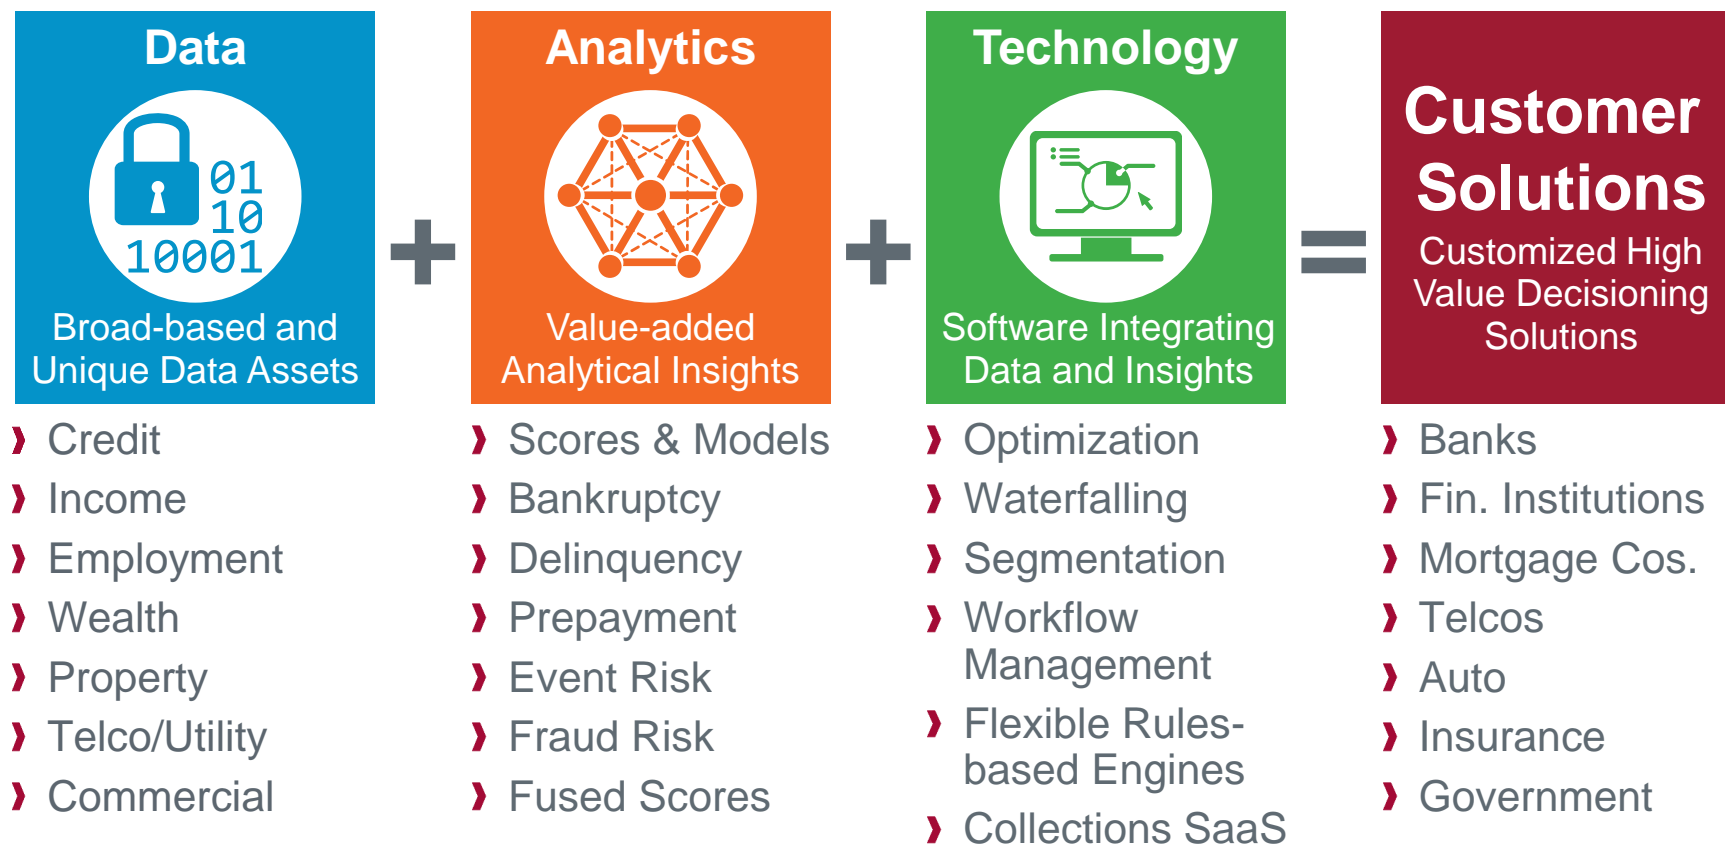 Data
01
10
10001
Broad-based and
Unique Data Assets
Credit
Income
Employment
Wealth
Property
Telco/Utility
Commercial
+
Analytics
Value-added
Analytical Insights
Scores & Models
Bankruptcy
Delinquency
Prepayment
Event Risk
Fraud Risk
Fused Scores
+
Technology
Software Integrating
Data and Insights
Optimization
Waterfalling
Segmentation
Workflow
Management
Flexible Rules-
based Engines
Collections SaaS
=
Customer
Solutions
Customized High
Value Decisioning
Solutions
Banks
Fin. Institutions
Mortgage Cos.
Telcos
Auto
Insurance
Government